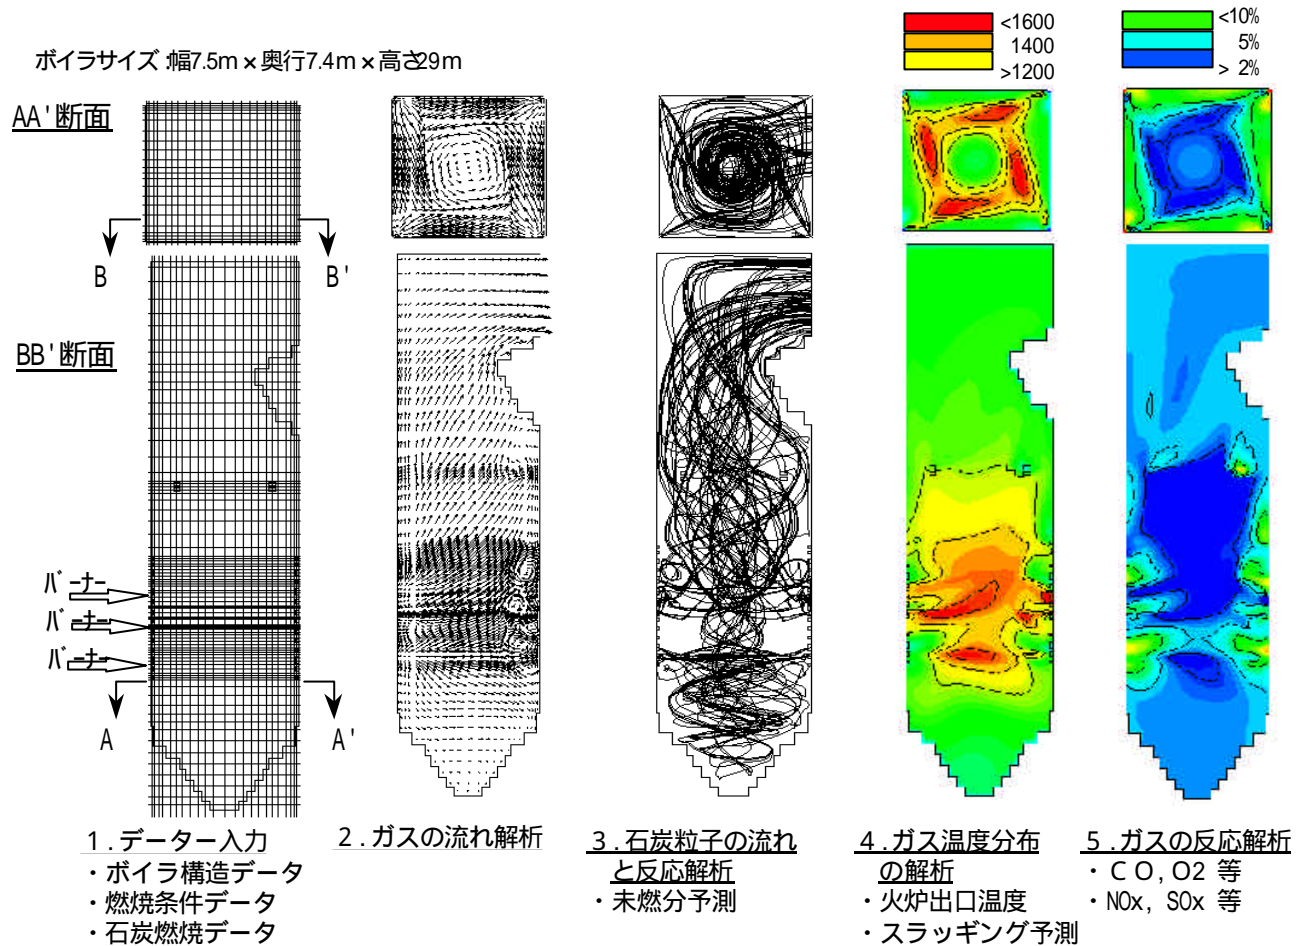 ボイラサイズ :幅7.5m×奥行7.4m×高さ29m
<1600
1400
>1200
<10%
5%
> 2%
AA'断面
B
B'
BB'断面
バーナー
バーナー
バーナー
A
A'
1.データー入力
・ボイラ構造データ
・燃焼条件データ
・石炭燃焼データ
2.ガスの流れ解析
3.石炭粒子の流れ
と反応解析
・未燃分予測
4.ガス温度分布
の解析
・火炉出口温度
・スラッギング予測
5.ガスの反応解析
・CO,O2 等
・NOx, SOx 等